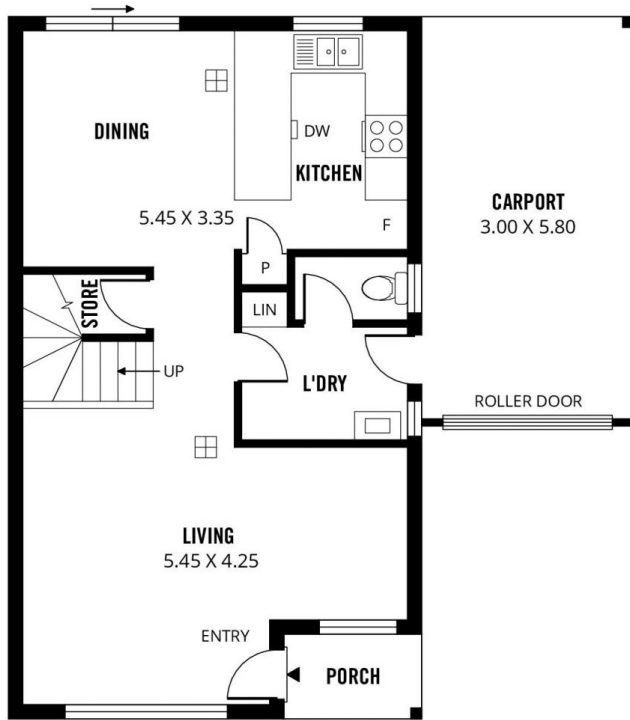 DINING
DW
KITCHEN
5.45 X 3.35
F
CARPORT
3.00 X 5.80
P
STORE
LIN
UP
L'DRY
ROLLER DOOR
LIVING
5.45 X 4.25
ENTRY
PORCH